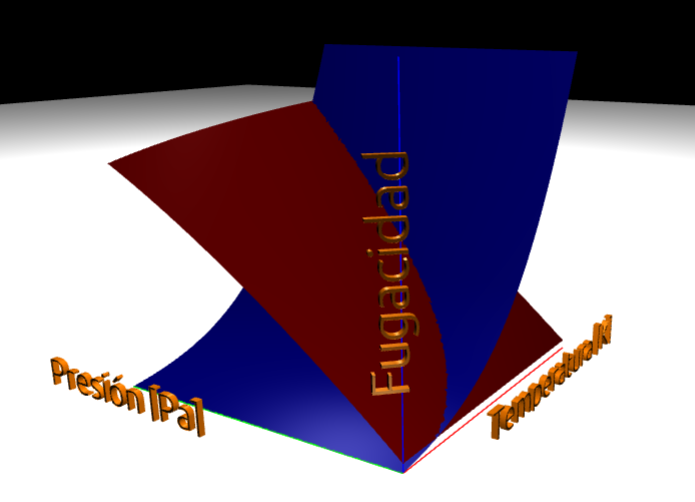 Fugacidad
Presión [Pa]
Temperatura[K]